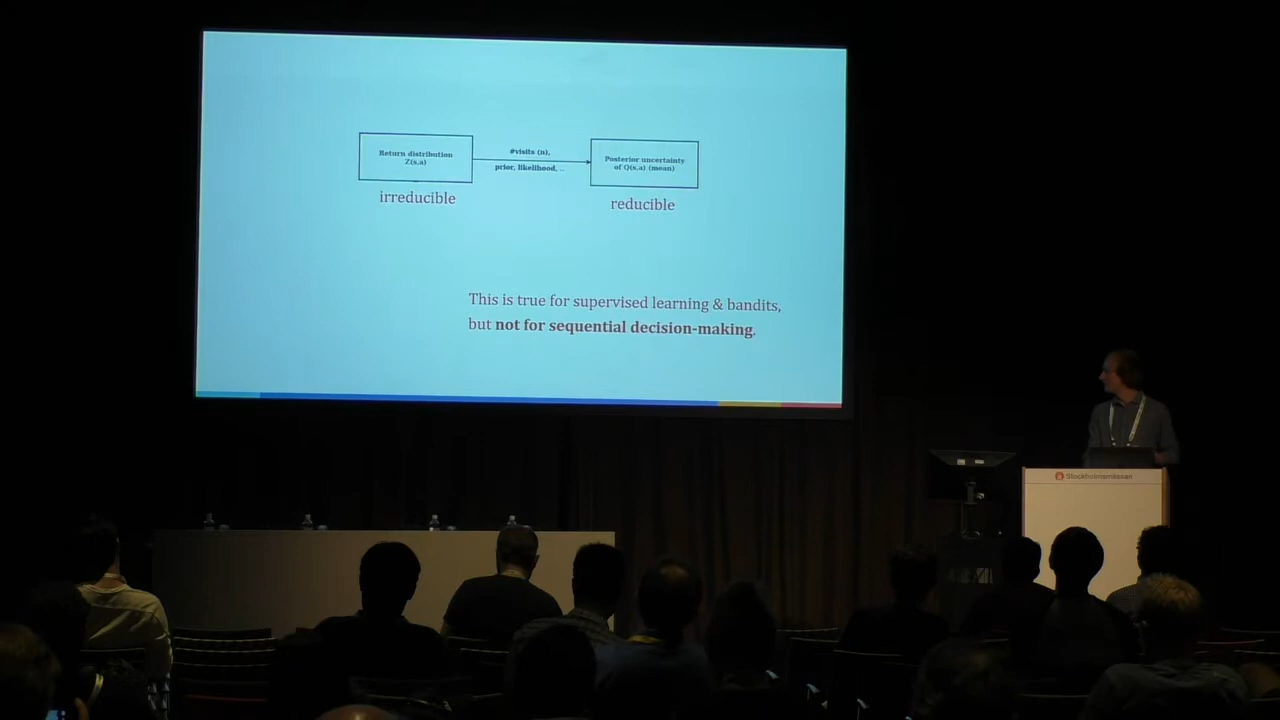 Return distribution
Z(s,a)
#visits (n),
prior, likelihood, ..
Posterior uncertainty
of Q(s,a) (mean)
irreducible
reducible
This is true for supervised learning & bandits,
but not for sequential decision-making.
Stockholmsmässan